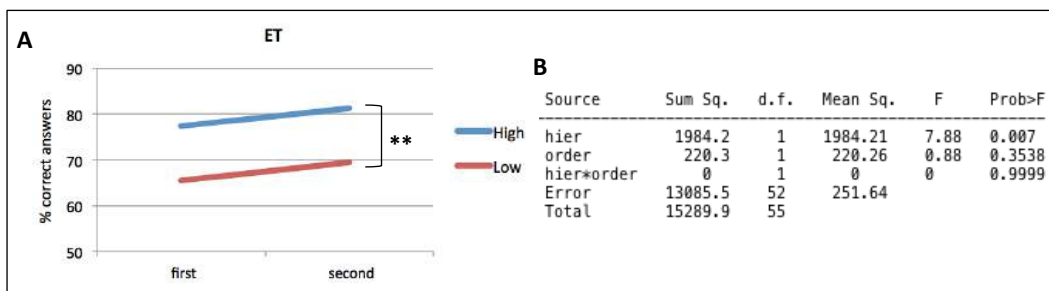 A
ET
% correct answers
90
80
70
60
50
first
second
**
High
Low
B
Source Sum Sq. d.f. Mean Sq. F Prob>F
hier 1984.2 1 1984.21 7.88 0.007
order 220.3 1 220.26 0.88 0.3538
hier*order 0 1 0 0 0.9999
Error 13085.5 52 251.64
Total 15289.9 55